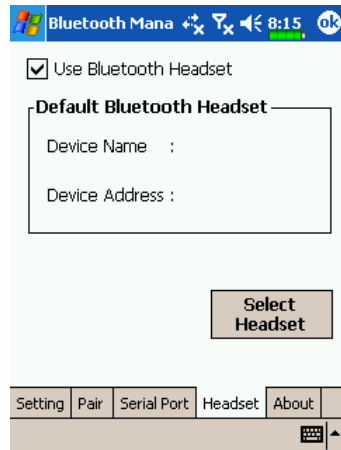 Bluetooth Mana 8:15 ok
Use Bluetooth Headset
Default Bluetooth Headset
Device Name :
Device Address :
Select
Headset
Setting Pair Serial Port Headset About